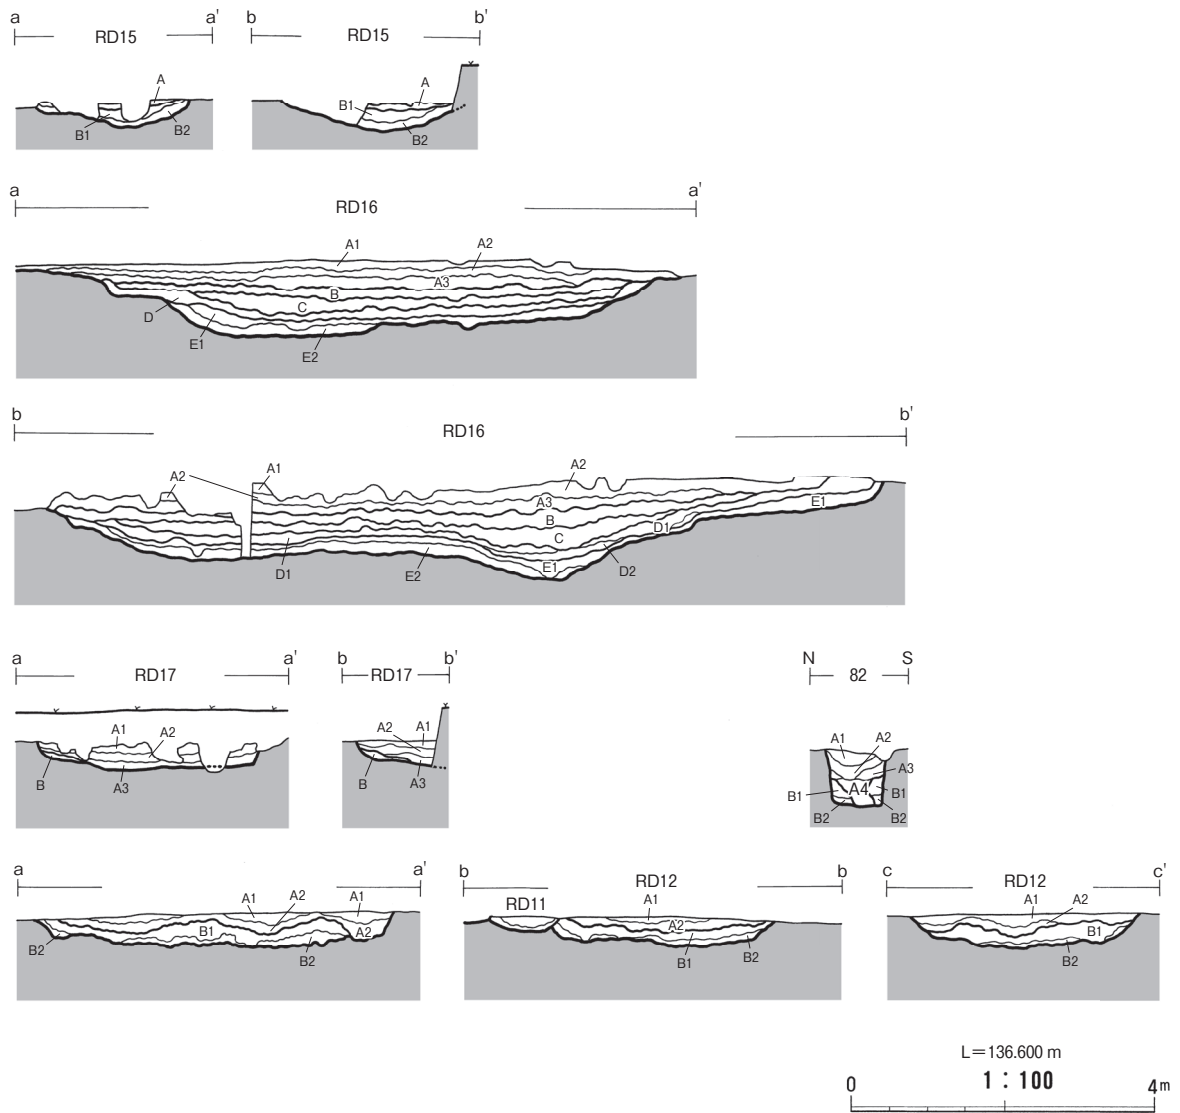 a a' b b'
RD15 RD15
A A
B1 B2 B1 B2
a a'
RD16
A1 A2
A3
B
C
D
E1
E2
b b'
RD16
A2 A1 A2
A3 E1
B
D1
C
D1 E2 E1 D2
a a' b b' N S
RD17 RD17 82
A1 A2 A2 A1 A1 A2
A3
B1 A4 B1
B A3 B A3
B2 B2
a a' b b c c'
RD12 RD12
RD11
A1 A2 A1 A1 A1 A2
B1 A2 A2 B1
B2 B2 B1 B2 B2
L=136.600 m
1 : 100
0 4m